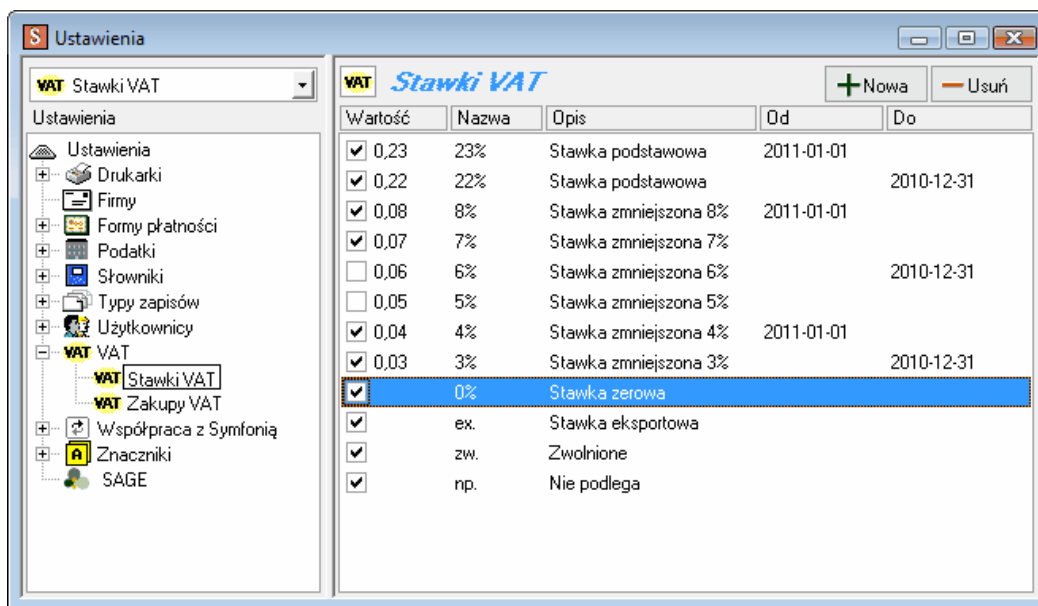 S Ustawienia
VAT Stawki VAT
Ustawienia
Ustawienia
Drukarki
Firmy
Formy płatności
Podatki
Słowniki
Typy zapisów
Użytkownicy
VAT VAT
VAT Stawki VAT
VAT Zakupy VAT
Współpraca z Symfonią
A Znaczniki
SAGE
VAT Stawki VAT
Nowa Usuń
Wartość Nazwa Opis Od Do
0,23 23% Stawka podstawowa 2011-01-01
0,22 22% Stawka podstawowa 2010-12-31
0,08 8% Stawka zmniejszona 8% 2011-01-01
0,07 7% Stawka zmniejszona 7%
0,06 6% Stawka zmniejszona 6% 2010-12-31
0,05 5% Stawka zmniejszona 5%
0,04 4% Stawka zmniejszona 4% 2011-01-01
0,03 3% Stawka zmniejszona 3% 2010-12-31
0% Stawka zerowa
ex. Stawka eksportowa
zw. Zwolnione
np. Nie podlega